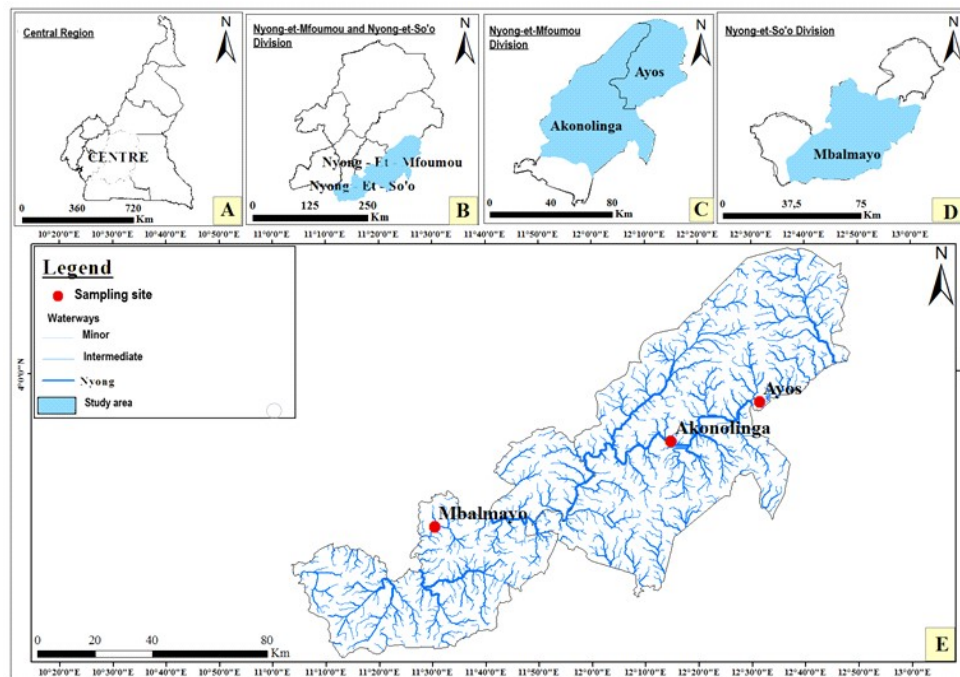 Central Region
N
CENTRE
0 360 720
Km
A
Nyong-et-Mfoumou and Nyong-et-So'o
Division
N
Nyong - Et - Mfoumou
Nyong - Et - So'o
0 125 250
Km
B
Nyong-et-Mfoumou
Division
N
Ayos
Akonolinga
0 40 80
Km
C
Nyong-et-So'o Division
N
Mbalmayo
0 37,5 75
Km
D
10°20'0"E 10°30'0"E 10°40'0"E 10°50'0"E 11°0'0"E 11°10'0"E 11°20'0"E 11°30'0"E 11°40'0"E 11°50'0"E 12°0'0"E 12°10'0"E 12°20'0"E 12°30'0"E 12°40'0"E 12°50'0"E 13°0'0"E
Legend
Sampling site
Waterways
Minor
Intermediate
Nyong
Study area
4°0'0"N
N
Ayos
Akonolinga
Mbalmayo
0 20 40 80
Km
E
10°20'0"E 10°30'0"E 10°40'0"E 10°50'0"E 11°0'0"E 11°10'0"E 11°20'0"E 11°30'0"E 11°40'0"E 11°50'0"E 12°0'0"E 12°10'0"E 12°20'0"E 12°30'0"E 12°40'0"E 12°50'0"E 13°0'0"E